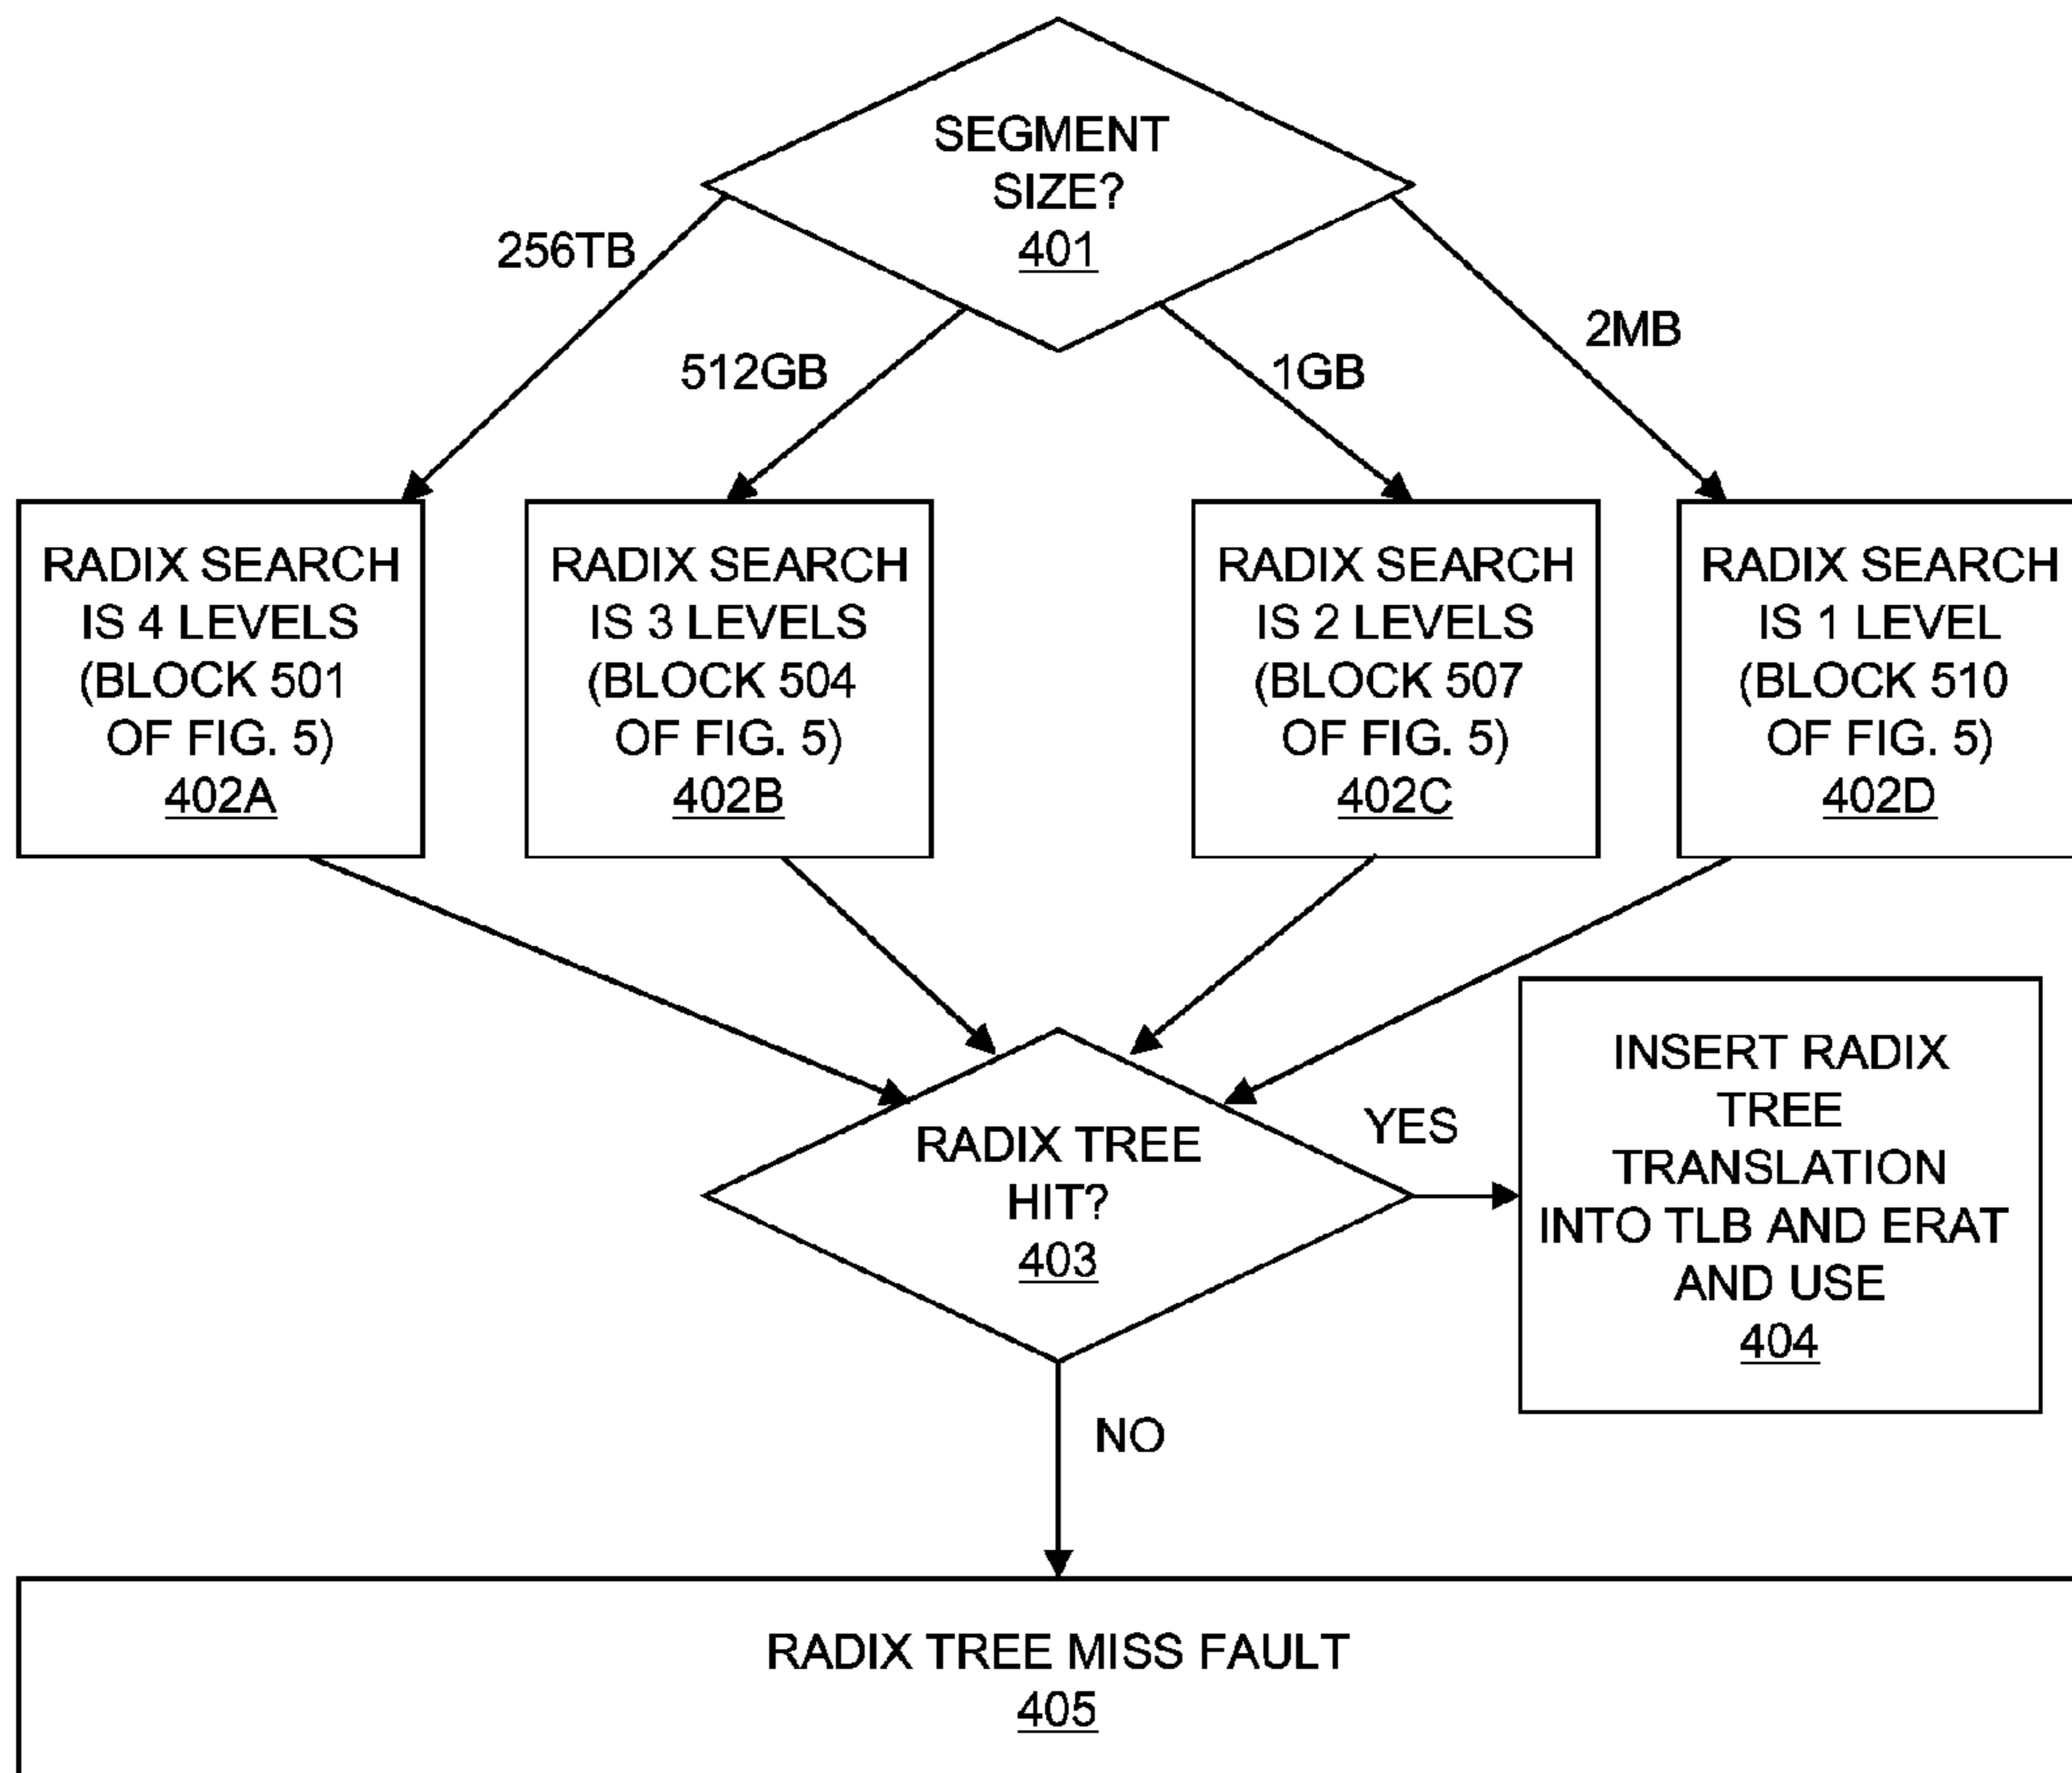 SEGMENT
SIZE?
401
256TB
512GB
1GB
2MB
RADIX SEARCH
IS 4 LEVELS
(BLOCK 501
OF FIG. 5)
402A
RADIX SEARCH
IS 3 LEVELS
(BLOCK 504
OF FIG. 5)
402B
RADIX SEARCH
IS 2 LEVELS
(BLOCK 507
OF FIG. 5)
402C
RADIX SEARCH
IS 1 LEVEL
(BLOCK 510
OF FIG. 5)
402D
RADIX TREE
HIT?
403
YES
INSERT RADIX
TREE
TRANSLATION
INTO TLB AND ERAT
AND USE
404
NO
RADIX TREE MISS FAULT
405